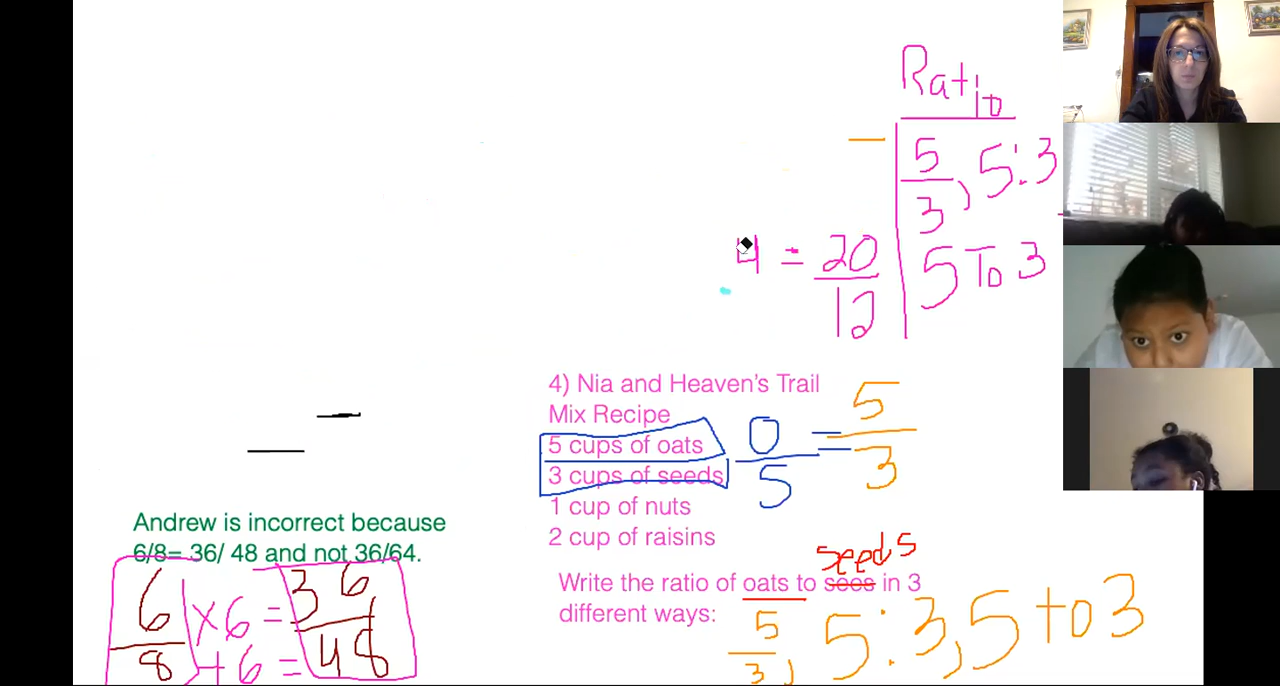 Ratio
5/3, 5:3
5 To 3
4 = 20/12
4) Nia and Heaven's Trail
Mix Recipe
5 cups of oats
3 cups of seeds
1 cup of nuts
2 cup of raisins
O/S = 5/3
seeds
Write the ratio of oats to sees in 3
different ways:
5/3, 5:3, 5 to 3
Andrew is incorrect because
6/8= 36/ 48 and not 36/64.
6 ×6 = 36
8 +6 = 48